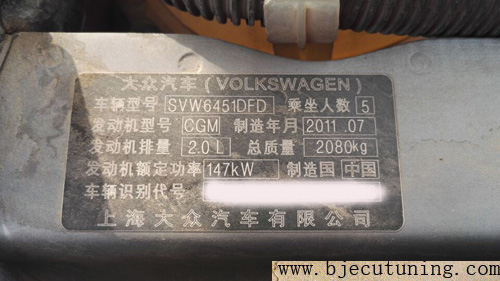 大众汽车(VOLKSWAGEN)
车辆型号 SVW6451DFD 乘坐人数 5
发动机型号 CGM 制造年月 2011.07
发动机排量 2.0L 总质量 2080kg
发动机额定功率 147kW 制造国 中国
车辆识别代号
上海大众汽车有限公司
www.bjecutuning.com